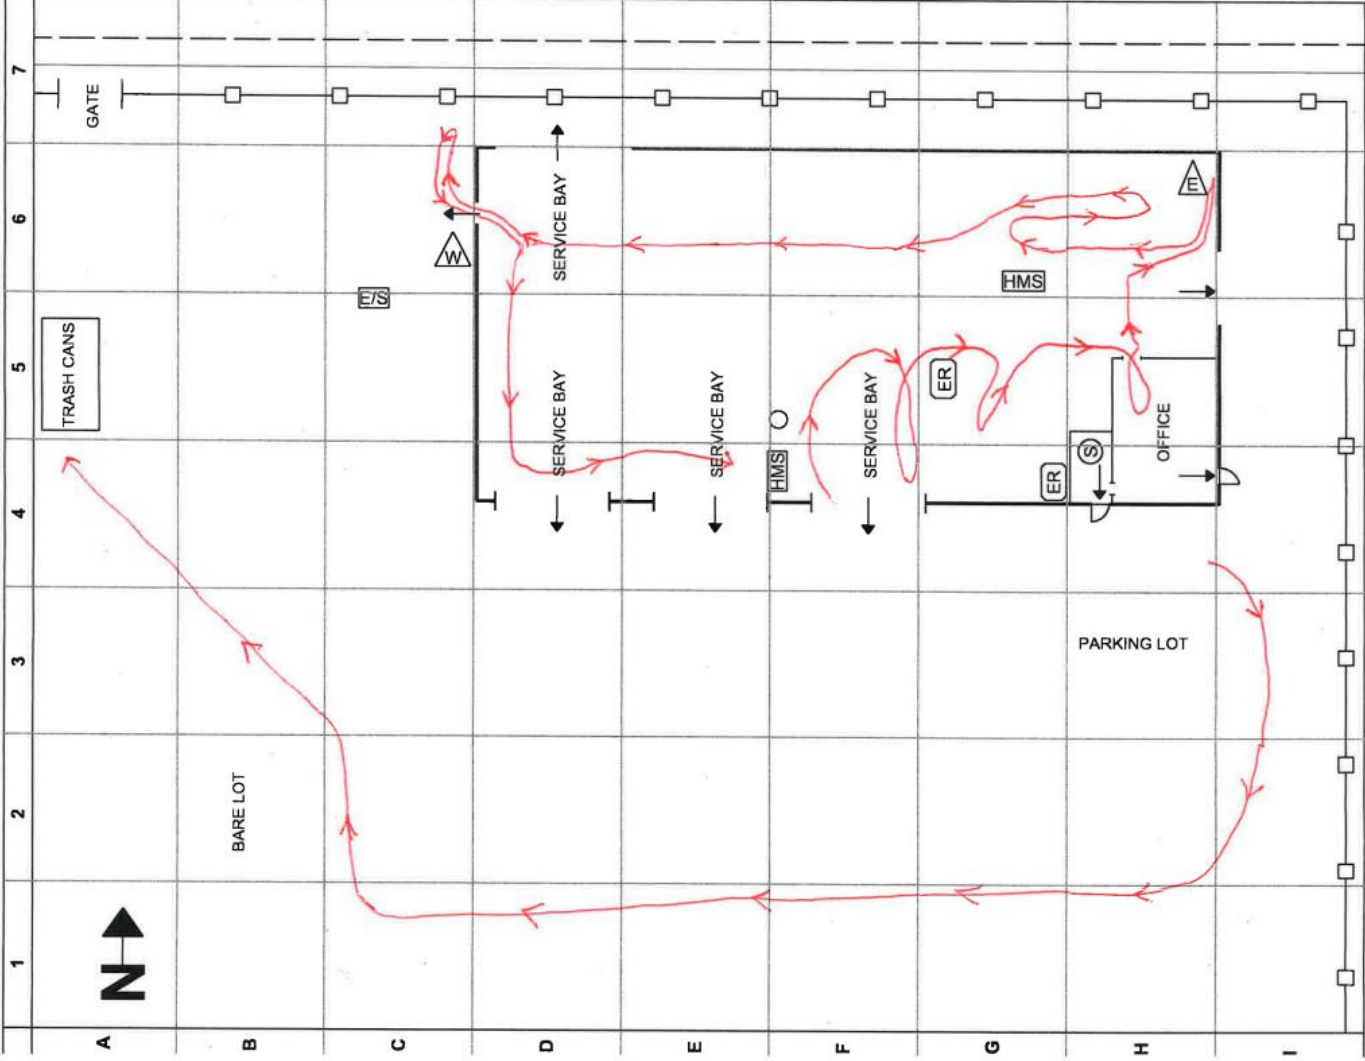 7
GATE
6
W
SERVICE BAY
E
HMS
E/S
5
TRASH CANS
SERVICE BAY
SERVICE BAY
SERVICE BAY
ER
OFFICE
HMS
S
ER
4
3
PARKING LOT
2
BARE LOT
1
N
A
B
C
D
E
F
G
H
I